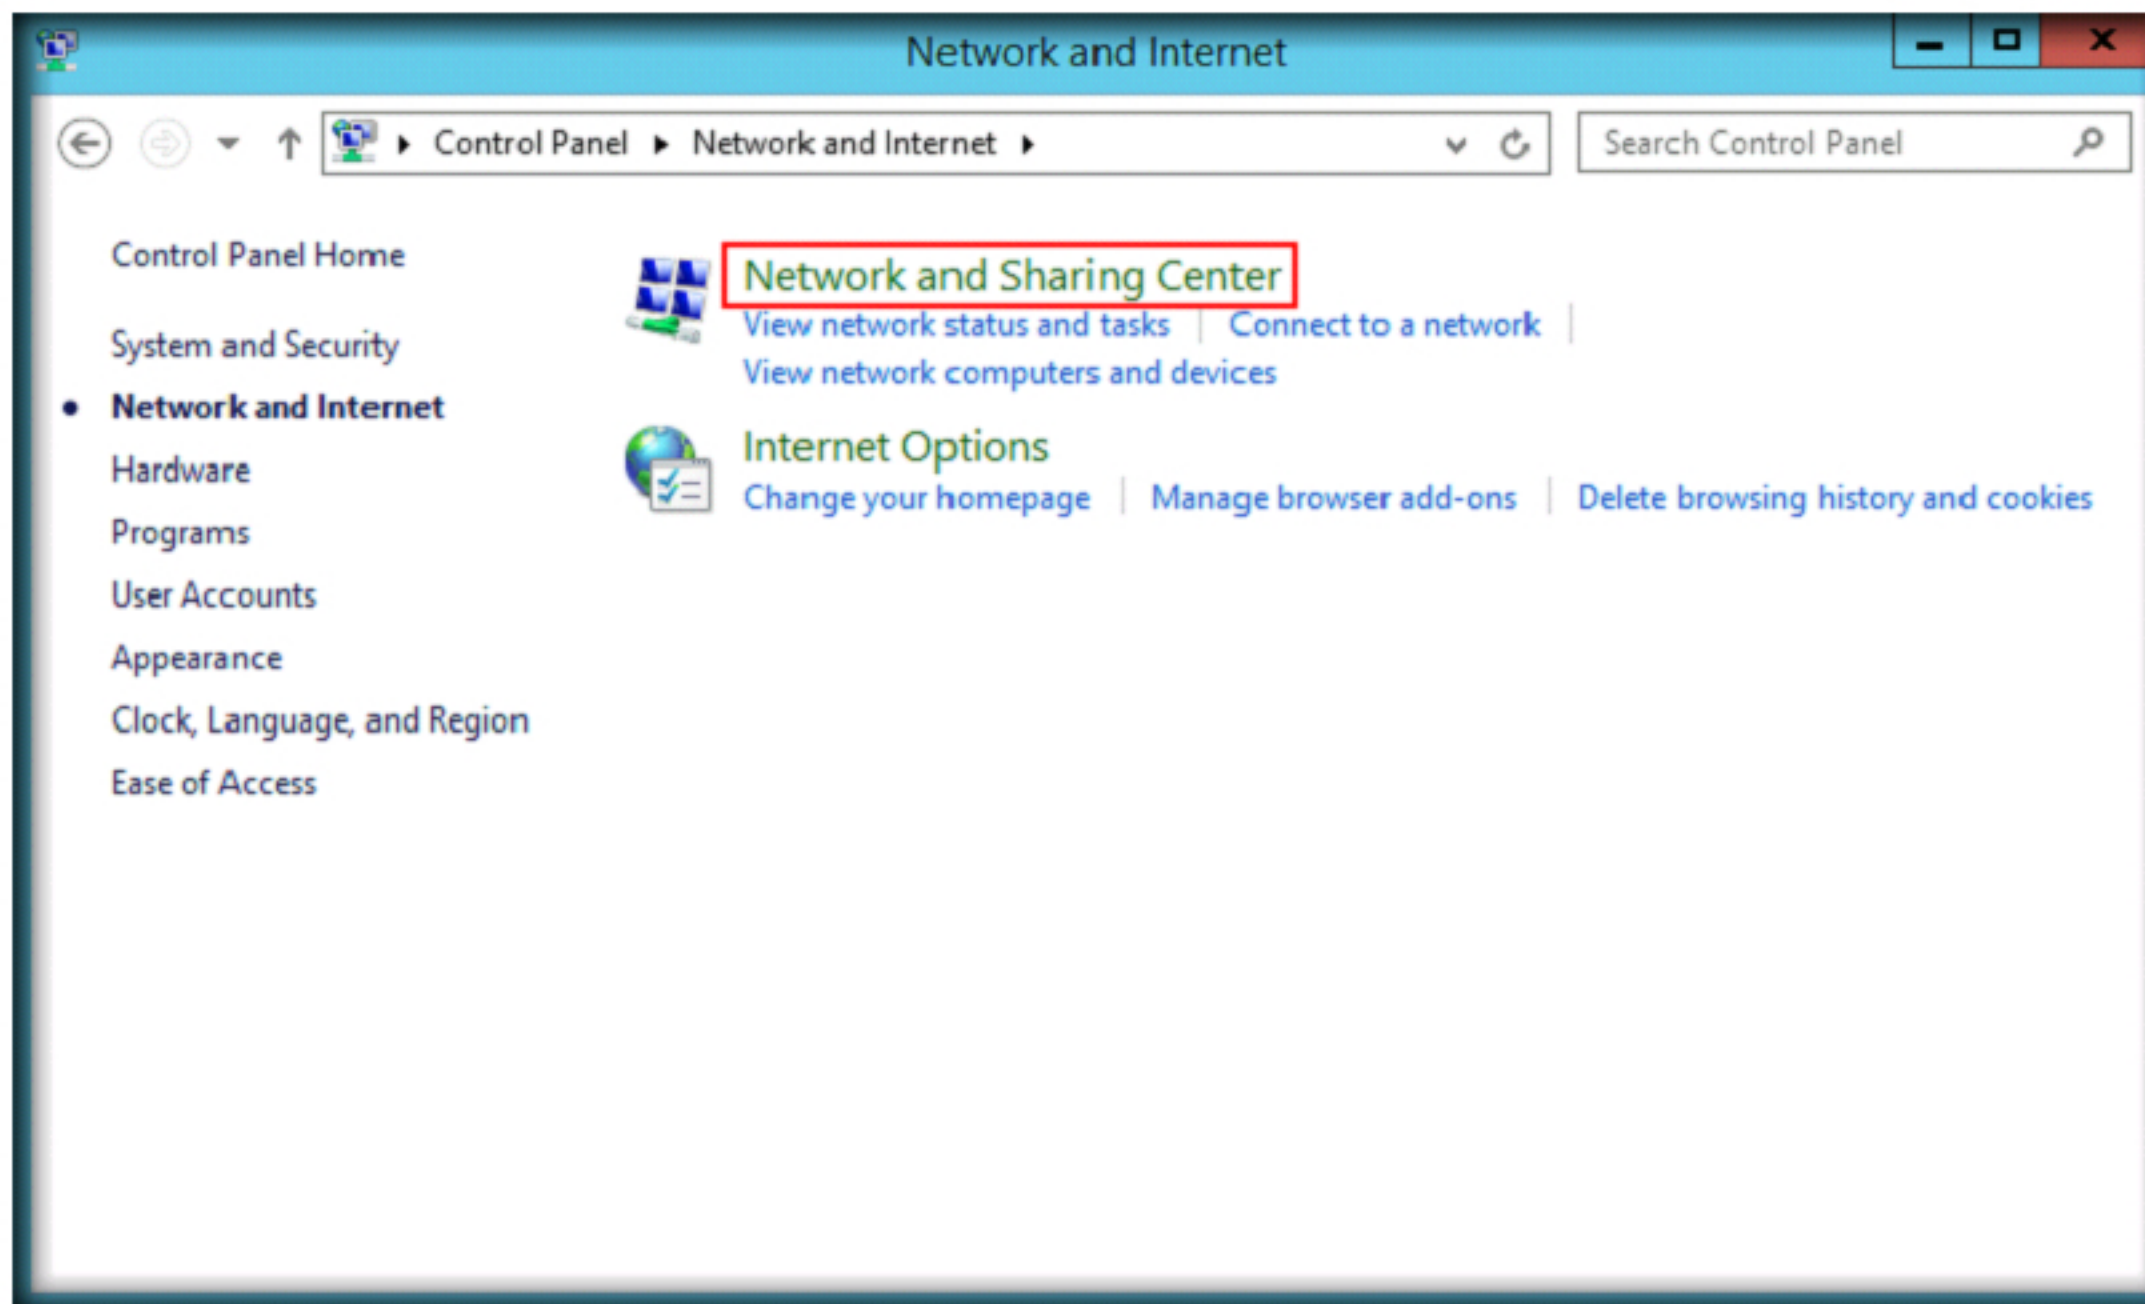 Network and Internet
Control Panel Network and Internet
Search Control Panel
Control Panel Home
System and Security
Network and Internet
Hardware
Programs
User Accounts
Appearance
Clock, Language, and Region
Ease of Access
Network and Sharing Center
View network status and tasks Connect to a network
View network computers and devices
Internet Options
Change your homepage Manage browser add-ons Delete browsing history and cookies